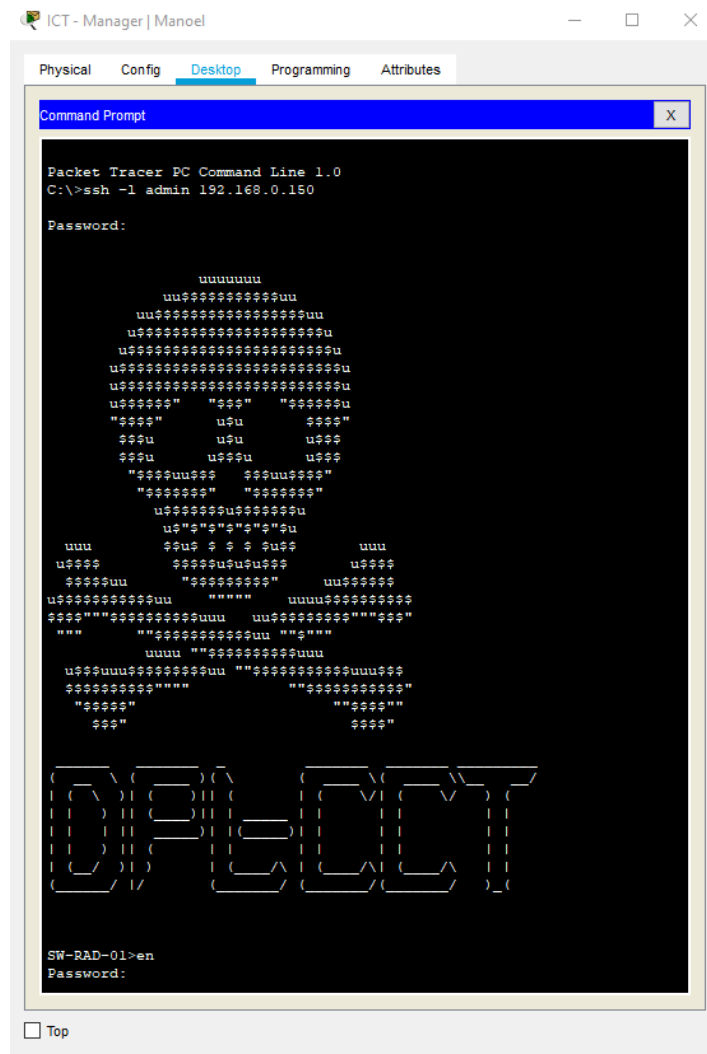 ICT - Manager | Manoel
Physical Config Desktop Programming Attributes
Command Prompt X
Packet Tracer PC Command Line 1.0
C:\>ssh -l admin 192.168.0.150
Password:
SW-RAD-01>en
Password:
Top